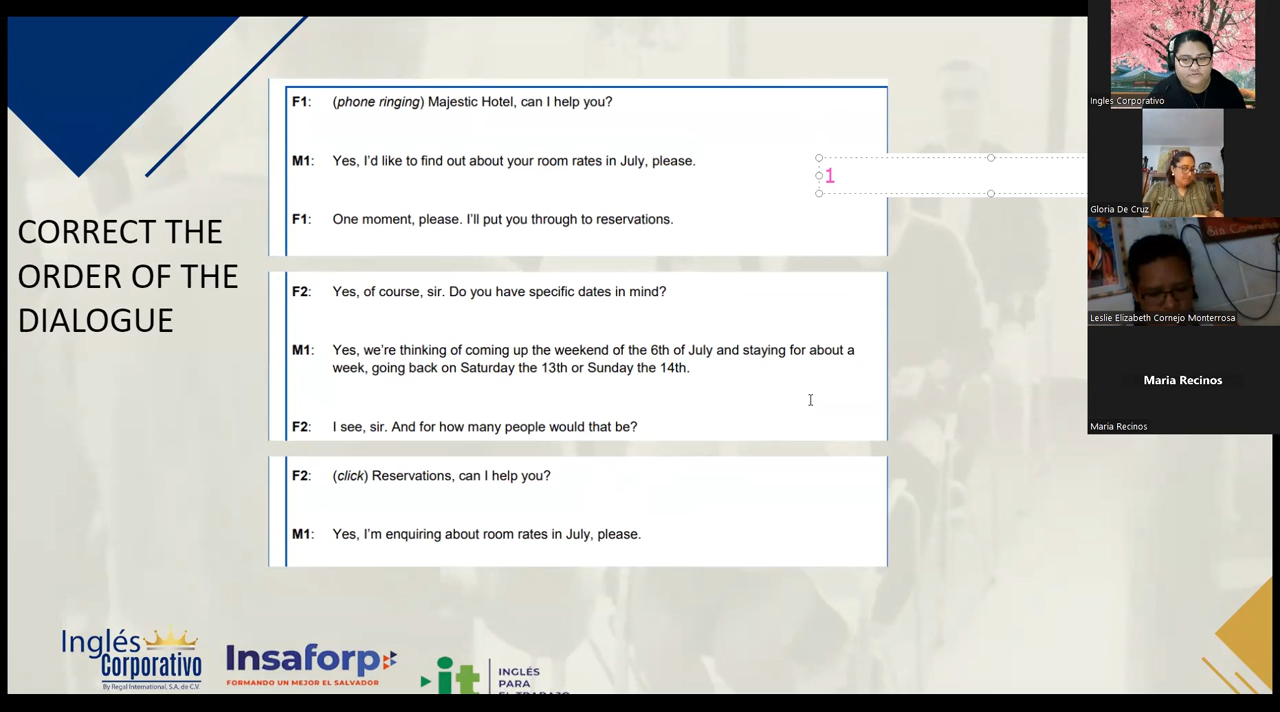 CORRECT THE
ORDER OF THE
DIALOGUE
F1: (phone ringing) Majestic Hotel, can I help you?
M1: Yes, I'd like to find out about your room rates in July, please.
F1: One moment, please. I'll put you through to reservations.
1
F2: Yes, of course, sir. Do you have specific dates in mind?
M1: Yes, we're thinking of coming up the weekend of the 6th of July and staying for about a
week, going back on Saturday the 13th or Sunday the 14th.
F2: I see, sir. And for how many people would that be?
F2: (click) Reservations, can I help you?
M1: Yes, I'm enquiring about room rates in July, please.
Ingles Corporativo
Gloria De Cruz
Leslie Elizabeth Cornejo Monterrosa
Maria Recinos
Maria Recinos
Inglés
Corporativo
By Regal International, S.A. de C.V.
Insaforp
FORMANDO UN MEJOR EL SALVADOR
it
INGLÉS
PARA
EL TRABAJO